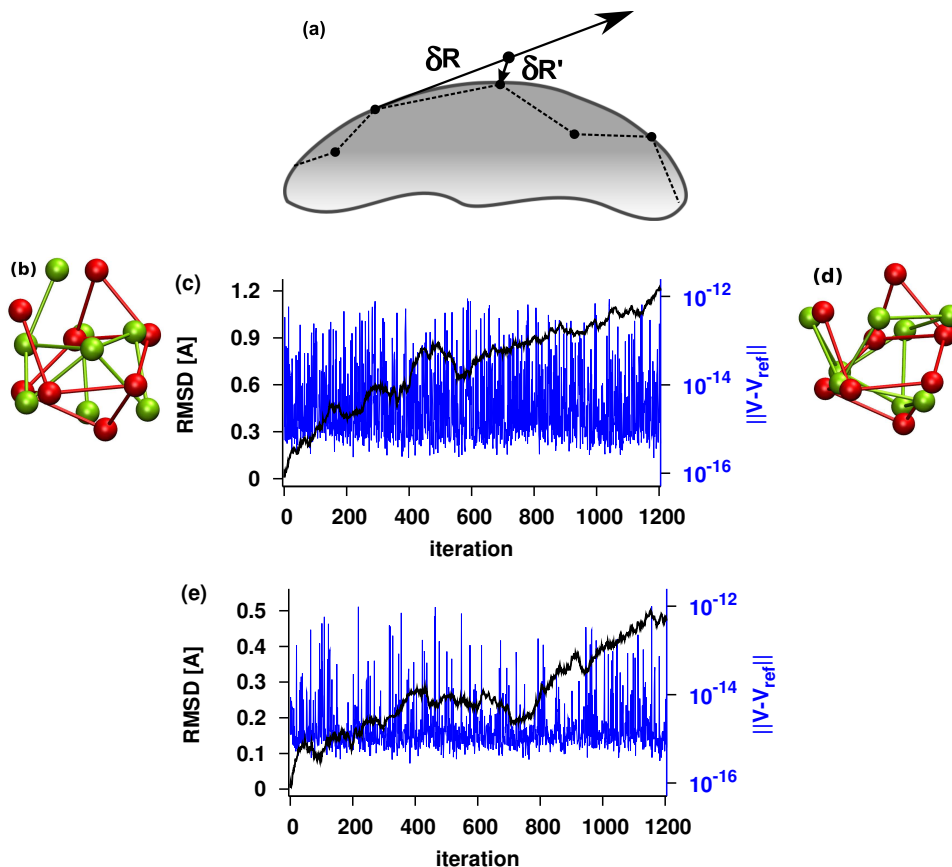 (a)
δR
δR'
(b)
(c)
(d)
1.2
0.9
0.6
0.3
0
RMSD [A]
10⁻¹²
10⁻¹⁴
10⁻¹⁶
||V-V_ref||
0 200 400 600 800 1000 1200
iteration
(e)
0.5
0.4
0.3
0.2
0.1
0
RMSD [A]
10⁻¹²
10⁻¹⁴
10⁻¹⁶
||V-V_ref||
0 200 400 600 800 1000 1200
iteration